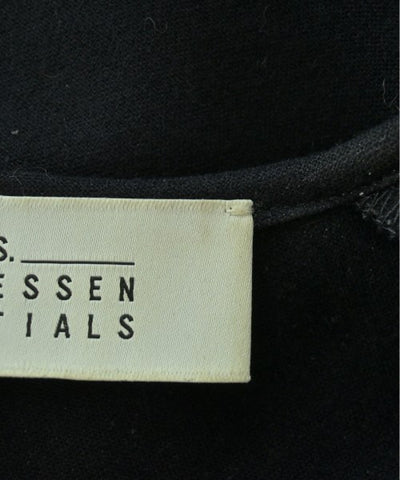 S.
ESSEN
TIALS